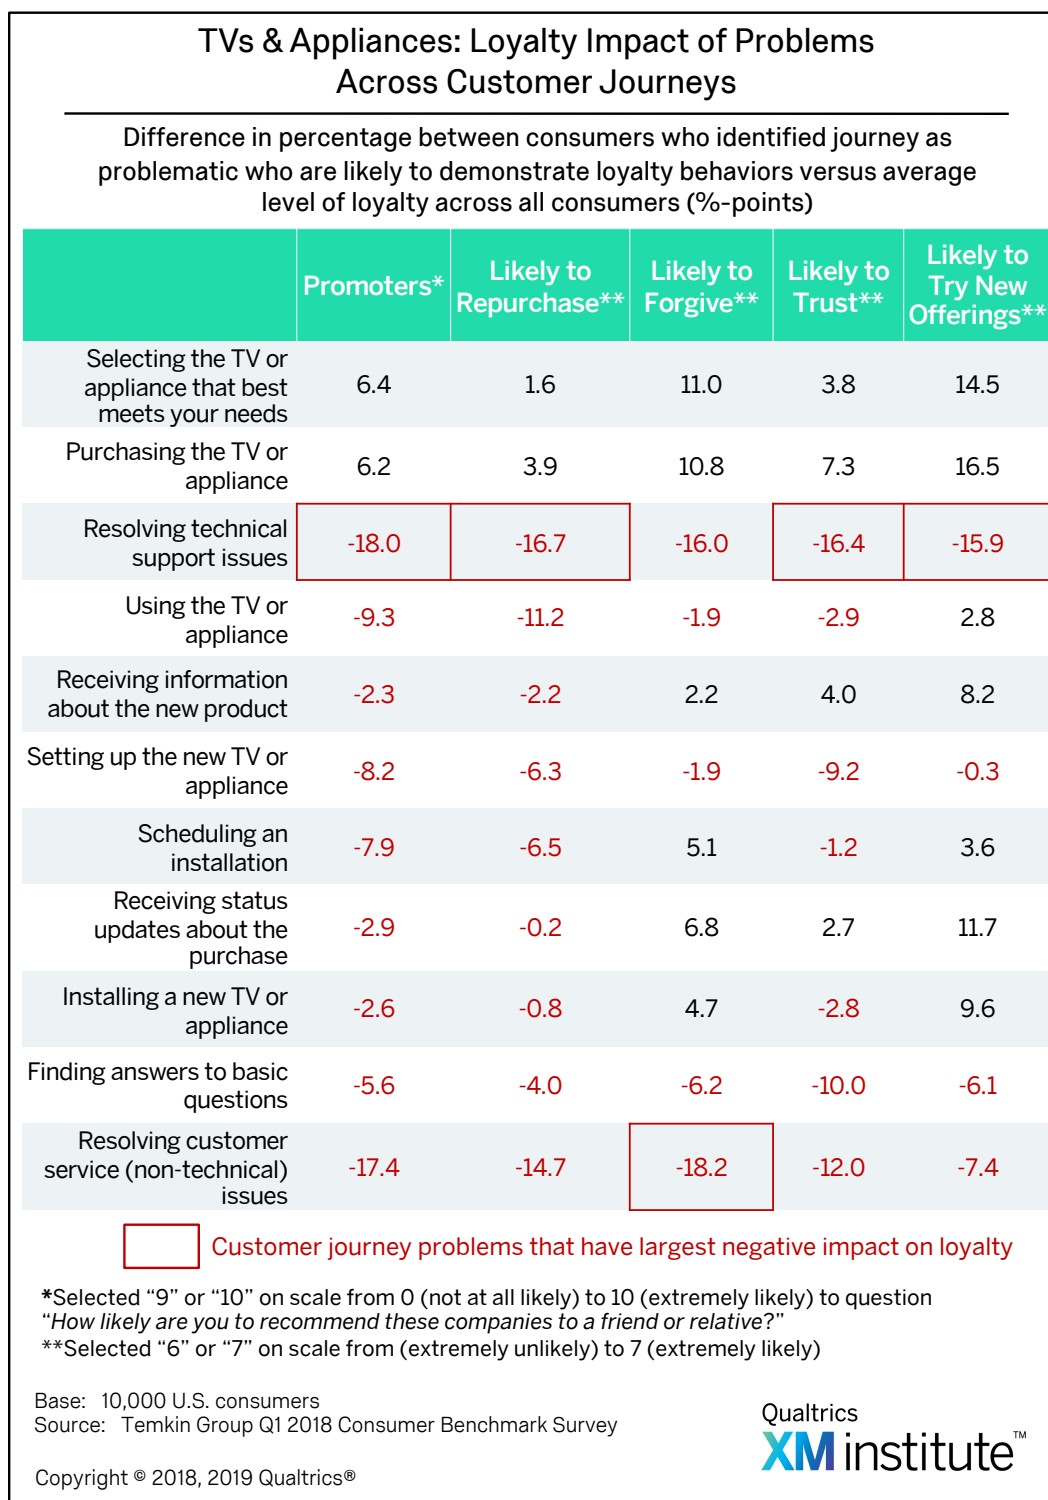 TVs & Appliances: Loyalty Impact of Problems
Across Customer Journeys
Difference in percentage between consumers who identified journey as
problematic who are likely to demonstrate loyalty behaviors versus average
level of loyalty across all consumers (%-points)
Promoters*
Likely to
Repurchase**
Likely to
Forgive**
Likely to
Trust**
Likely to
Try New
Offerings**
Selecting the TV or
appliance that best
meets your needs
6.4 1.6 11.0 3.8 14.5
Purchasing the TV or
appliance
6.2 3.9 10.8 7.3 16.5
Resolving technical
support issues
-18.0 -16.7 -16.0 -16.4 -15.9
Using the TV or
appliance
-9.3 -11.2 -1.9 -2.9 2.8
Receiving information
about the new product
-2.3 -2.2 2.2 4.0 8.2
Setting up the new TV or
appliance
-8.2 -6.3 -1.9 -9.2 -0.3
Scheduling an
installation
-7.9 -6.5 5.1 -1.2 3.6
Receiving status
updates about the
purchase
-2.9 -0.2 6.8 2.7 11.7
Installing a new TV or
appliance
-2.6 -0.8 4.7 -2.8 9.6
Finding answers to basic
questions
-5.6 -4.0 -6.2 -10.0 -6.1
Resolving customer
service (non-technical)
issues
-17.4 -14.7 -18.2 -12.0 -7.4
Customer journey problems that have largest negative impact on loyalty
*Selected “9” or “10” on scale from 0 (not at all likely) to 10 (extremely likely) to question
“How likely are you to recommend these companies to a friend or relative?”
**Selected “6” or “7” on scale from (extremely unlikely) to 7 (extremely likely)
Base: 10,000 U.S. consumers
Source: Temkin Group Q1 2018 Consumer Benchmark Survey
Copyright © 2018, 2019 Qualtrics®
Qualtrics
XM institute™